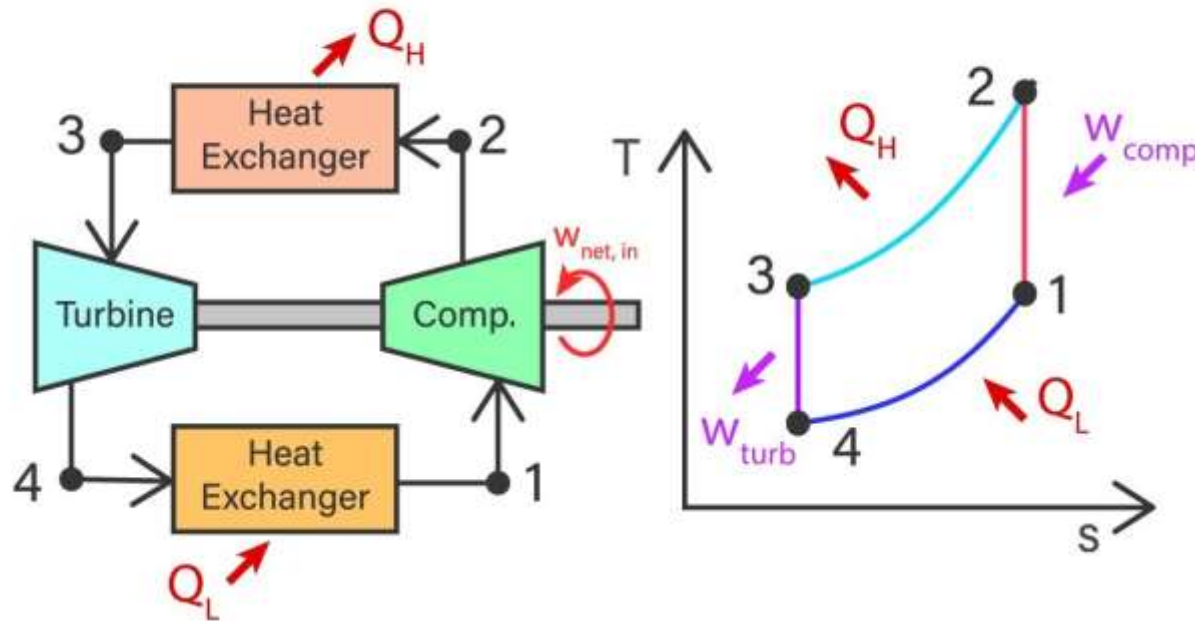 Q_H
Heat
Exchanger
3
2
Turbine
Comp.
w_net, in
4
Heat
Exchanger
1
Q_L
T
2
Q_H
w_comp
3
1
w_turb
4
Q_L
s